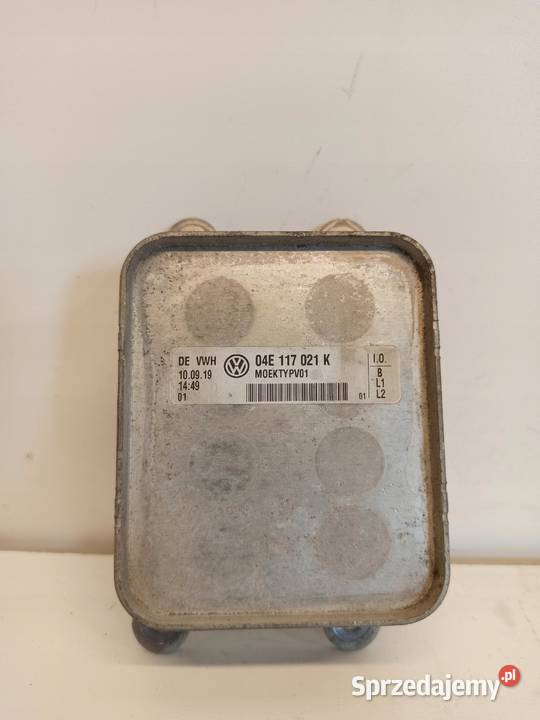 DE VWH
10.09.19
14:49
01
04E 117 021 K
MOEKTYPV01
01
I.O.
B
L1
L2
Sprzedajemy.pl